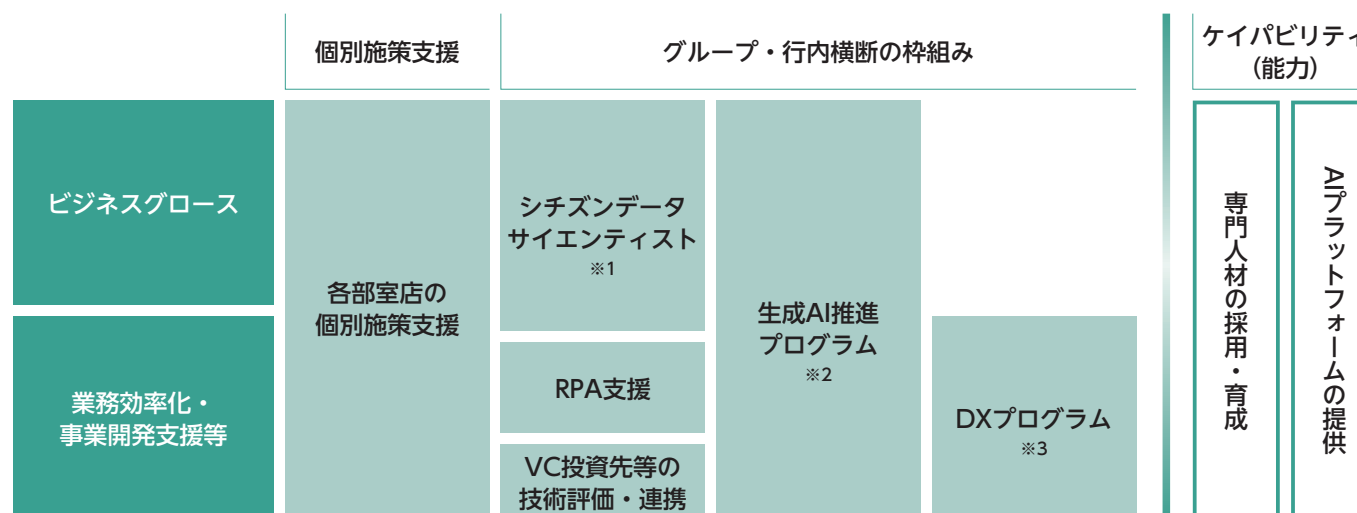 個別施策支援
グループ・行内横断の枠組み
ケイパビリティ
（能力）
ビジネスグロース
業務効率化・
事業開発支援等
各部室店の
個別施策支援
シチズンデータ
サイエンティスト
※1
RPA支援
VC投資先等の
技術評価・連携
生成AI推進
プログラム
※2
DXプログラム
※3
専門人材の採用・育成
AIプラットフォームの提供